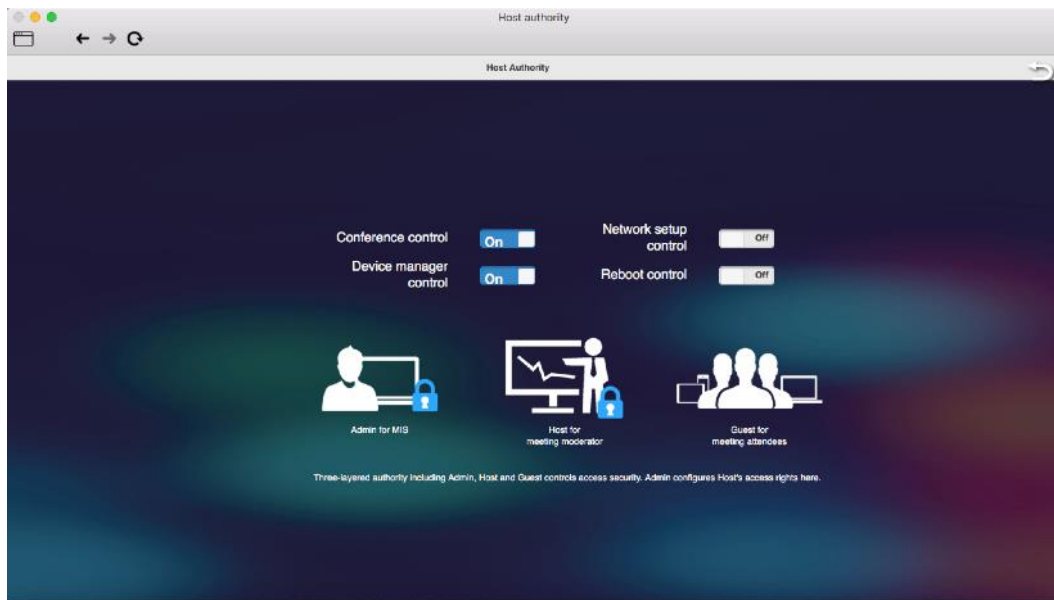 Host authority
Host Authority
Conference control
On
Network setup
control
Off
Device manager
control
On
Reboot control
Off
Admin for MIS
Host for
meeting moderator
Guest for
meeting attendees
Three-layered authority including Admin, Host and Guest controls access security. Admin configures Host's access rights here.